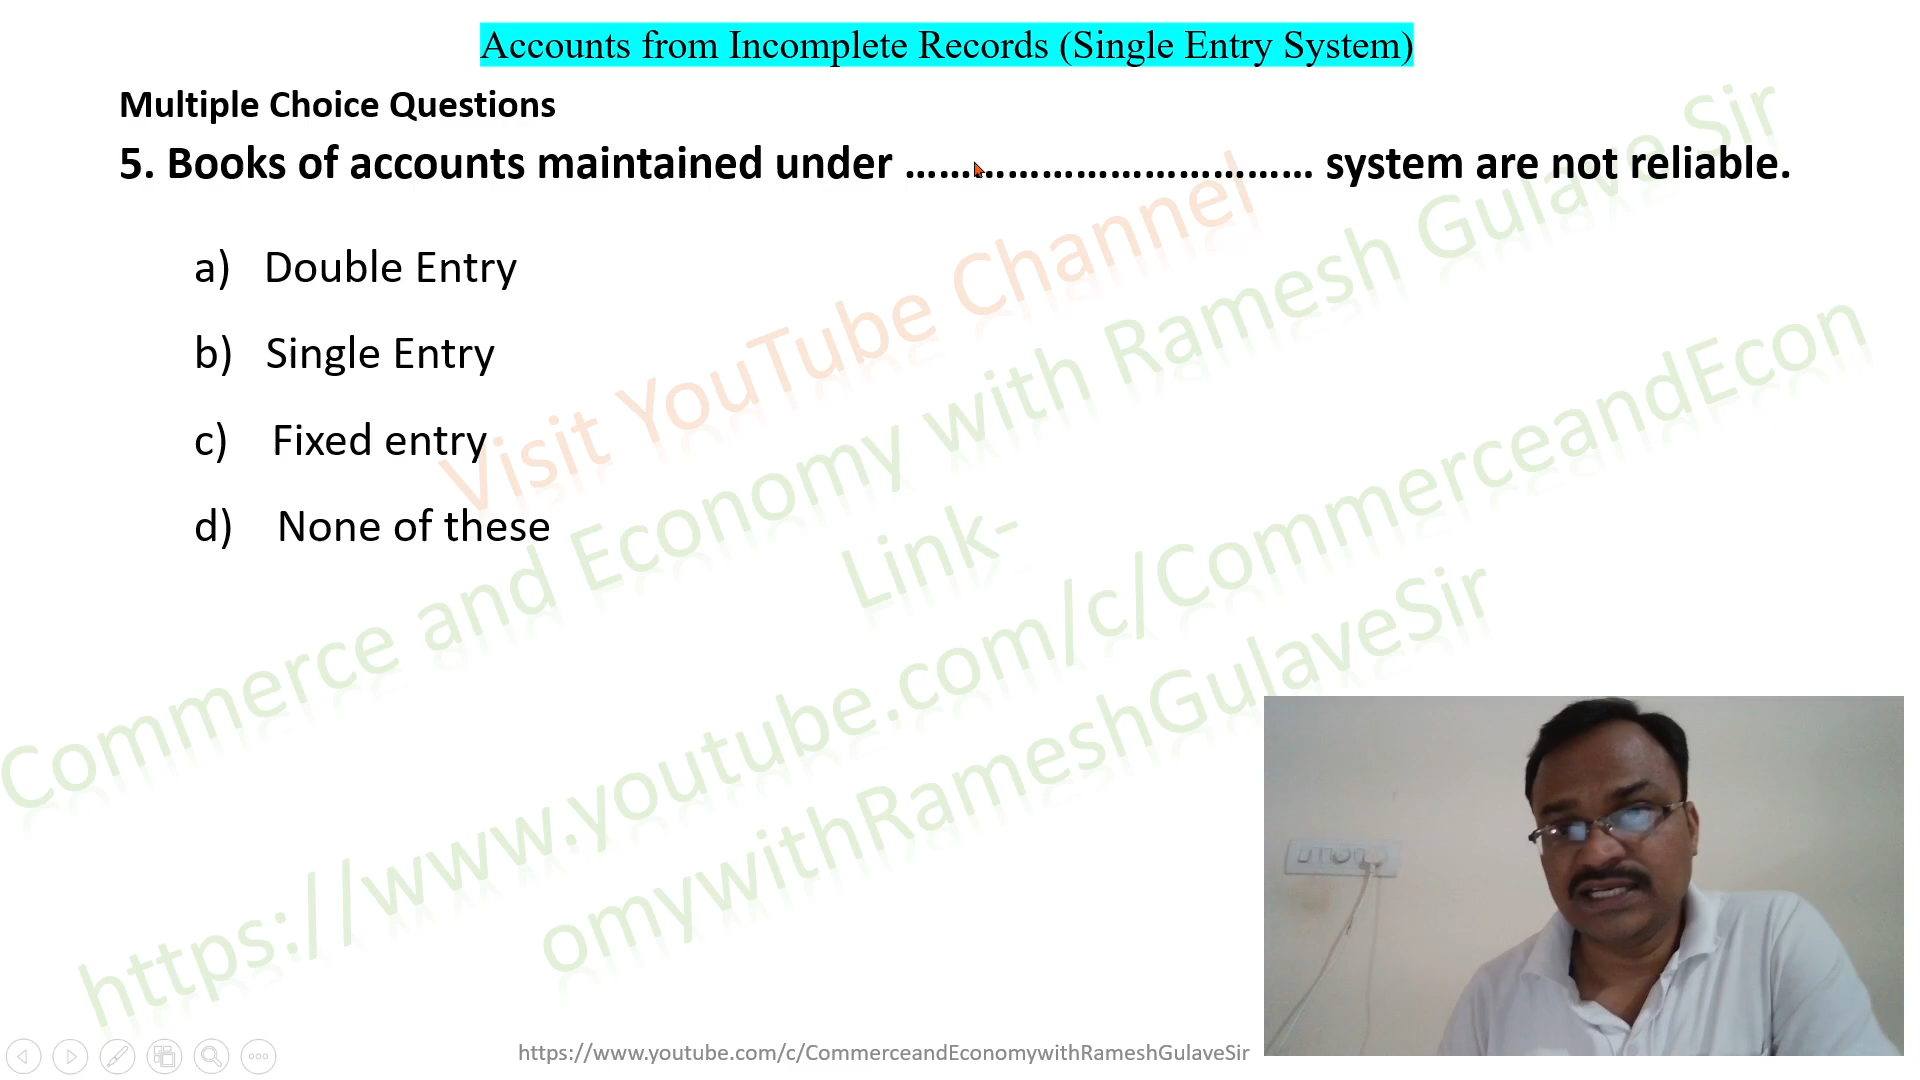 Accounts from Incomplete Records (Single Entry System)
Multiple Choice Questions
5. Books of accounts maintained under ………………………………… system are not reliable.
a) Double Entry
b) Single Entry
c) Fixed entry
d) None of these
Visit YouTube Channel
Commerce and Economy with Ramesh Gulave Sir
Link-
https://www.youtube.com/c/CommerceandEcon
omywithRameshGulaveSir
https://www.youtube.com/c/CommerceandEconomywithRameshGulaveSir